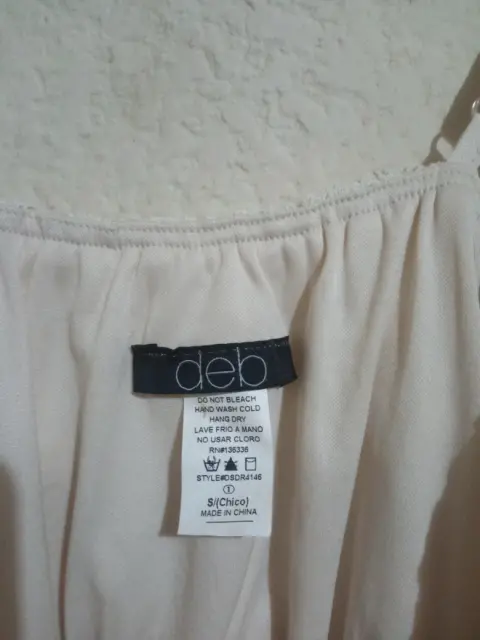 deb
DO NOT BLEACH
HAND WASH COLD
HANG DRY
LAVE FRIO A MANO
NO USAR CLORO
RN#136336
STYLE#DSDR4146
1
S/(Chico)
MADE IN CHINA